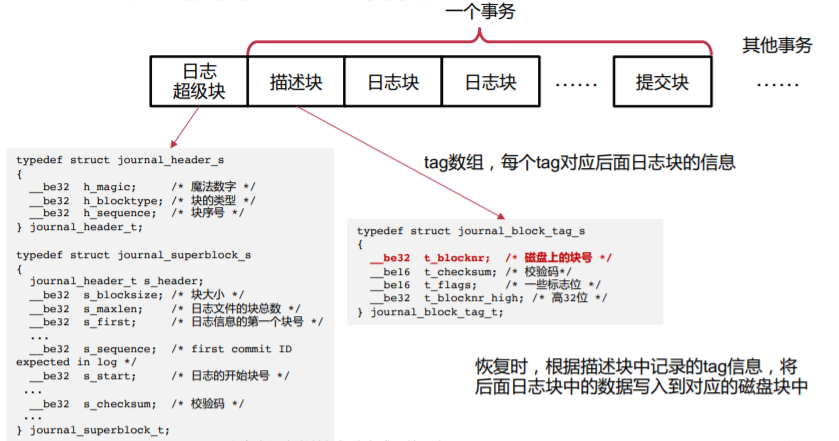 一个事务
其他事务
日志
超级块
描述块
日志块
日志块
……
提交块
……
tag数组，每个tag对应后面日志块的信息
typedef struct journal_header_s
{
__be32 h_magic; /* 魔法数字 */
__be32 h_blocktype; /* 块的类型 */
__be32 h_sequence; /* 块序号 */
} journal_header_t;
typedef struct journal_superblock_s
{
journal_header_t s_header;
__be32 s_blocksize; /* 块大小 */
__be32 s_maxlen; /* 日志文件的块总数 */
__be32 s_first; /* 日志信息的第一个块号 */
...
__be32 s_sequence; /* first commit ID
expected in log */
__be32 s_start; /* 日志的开始块号 */
...
__be32 s_checksum; /* 校验码 */
...
} journal_superblock_t;
typedef struct journal_block_tag_s
{
__be32 t_blocknr; /* 磁盘上的块号 */
__be16 t_checksum; /* 校验码*/
__be16 t_flags; /* 一些标志位 */
__be32 t_blocknr_high; /* 高32位 */
} journal_block_tag_t;
恢复时，根据描述块中记录的tag信息，将
后面日志块中的数据写入到对应的磁盘块中